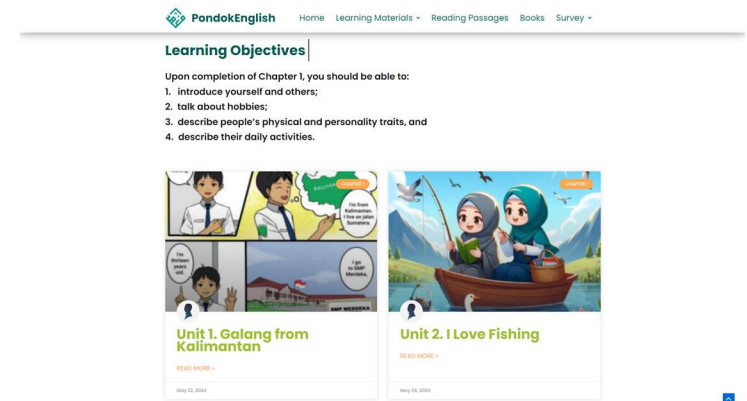 PondokEnglish
Home Learning Materials Reading Passages Books Survey
Learning Objectives
Upon completion of Chapter 1, you should be able to:
1. introduce yourself and others;
2. talk about hobbies;
3. describe people's physical and personality traits, and
4. describe their daily activities.
CHAPTER I
I'm from
Kalimantan.
I live on jalan
Sumatera.
I'm
thirteen
years
old.
I go
to SMP
Merdeka.
SMP MERDEKA
Unit 1. Galang from
Kalimantan
READ MORE »
May 22, 2024
CHAPTER I
Unit 2. I Love Fishing
READ MORE »
May 24, 2024